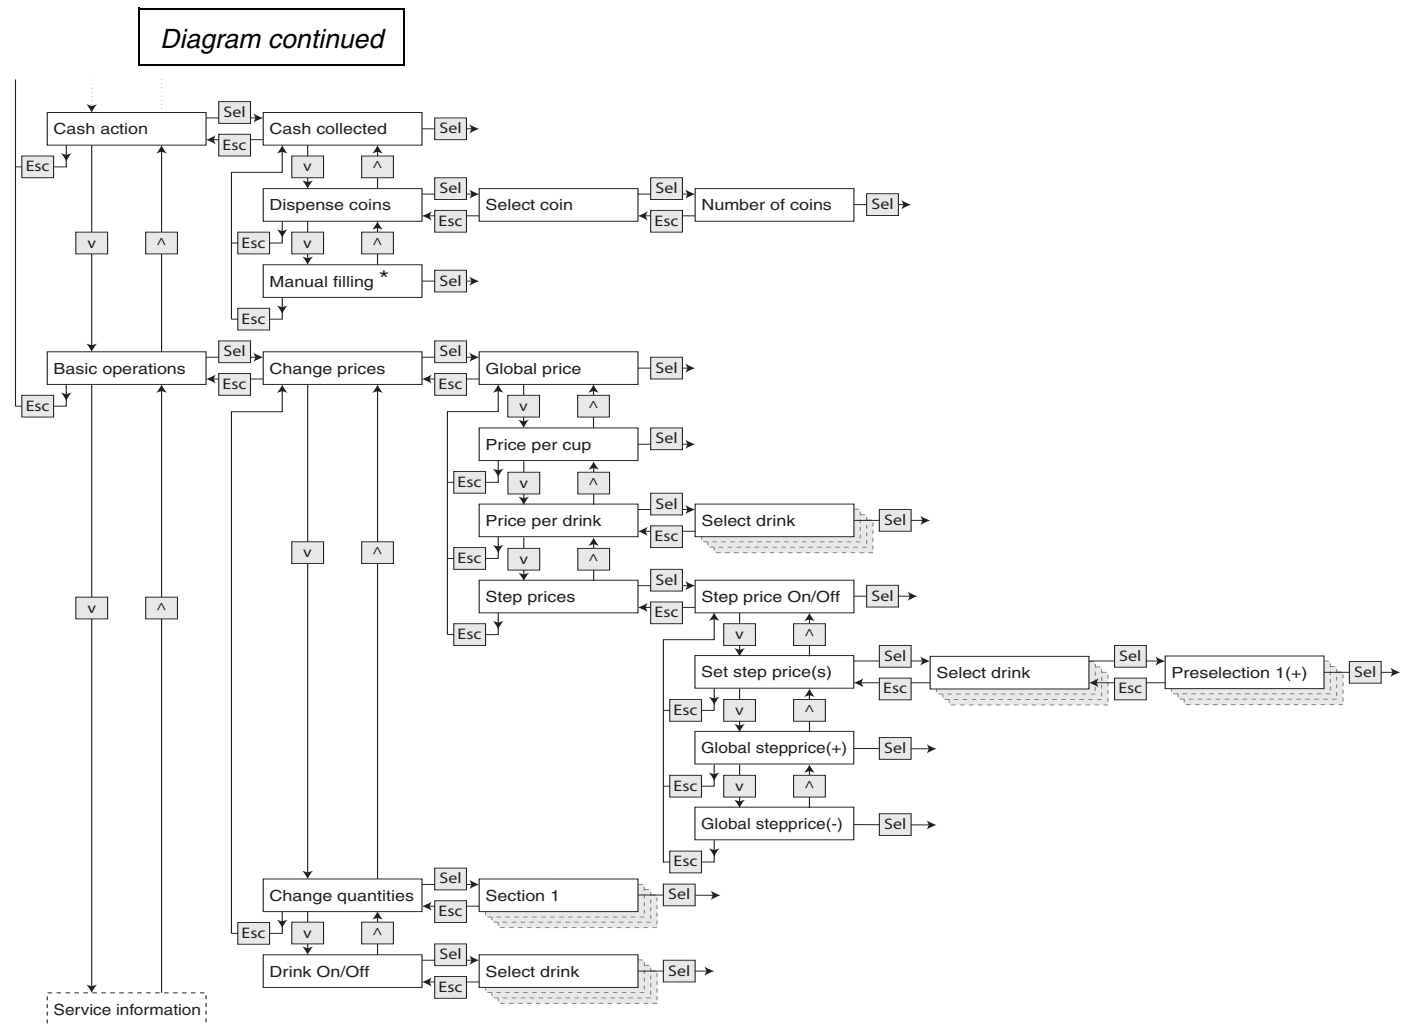 Diagram continued
Sel
Cash action
Cash collected
Sel
Esc
Esc
v
^
Sel
Sel
Dispense coins
Select coin
Number of coins
Sel
Esc
Esc
v
^
Esc
v
^
Manual filling *
Sel
Esc
Sel
Sel
Basic operations
Change prices
Global price
Sel
Esc
Esc
Esc
v
^
Price per cup
Sel
Esc
v
^
Sel
Price per drink
Select drink
Sel
Esc
v
^
Esc
v
^
Sel
Step prices
Step price On/Off
Sel
v
^
Esc
Esc
v
^
Sel
Sel
Set step price(s)
Select drink
Preselection 1(+)
Sel
Esc
Esc
Esc
v
^
Global stepprice(+)
Sel
Esc
v
^
Global stepprice(-)
Sel
Esc
Sel
Change quantities
Section 1
Sel
Esc
Esc
v
^
Sel
Drink On/Off
Select drink
Sel
Esc
Service information